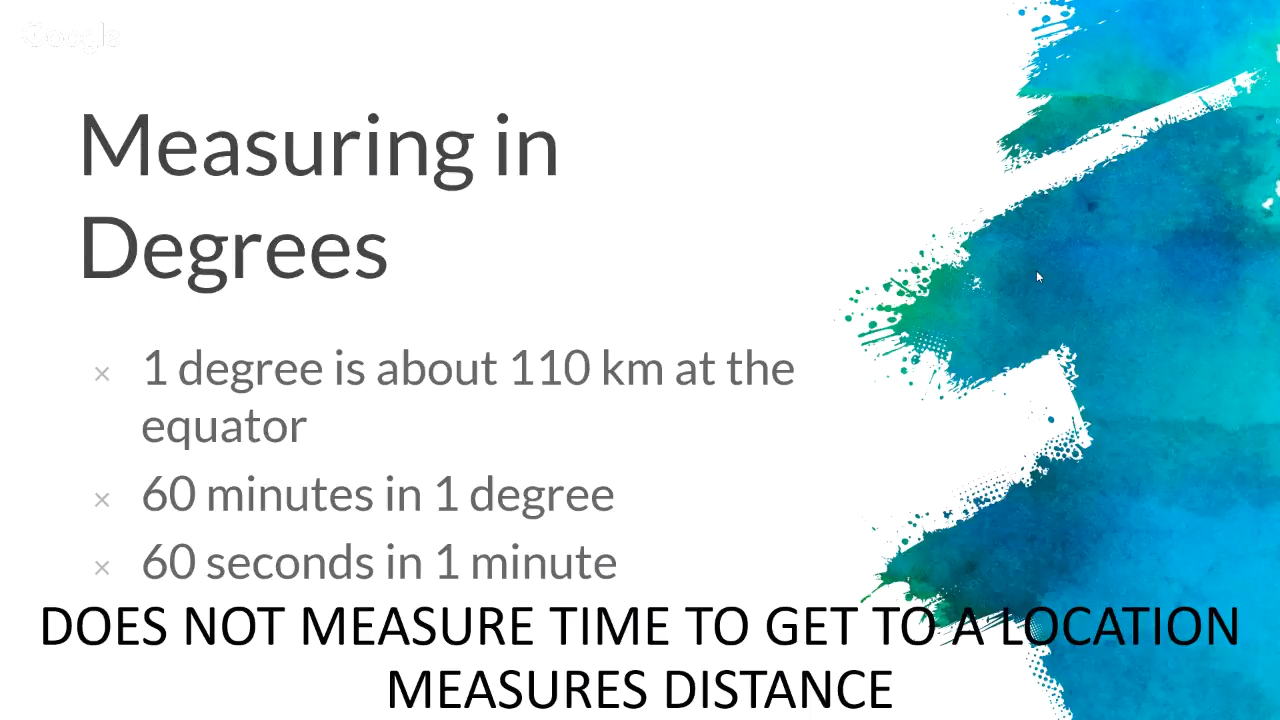 Google
Measuring in
Degrees
× 1 degree is about 110 km at the
equator
× 60 minutes in 1 degree
× 60 seconds in 1 minute
DOES NOT MEASURE TIME TO GET TO A LOCATION
MEASURES DISTANCE